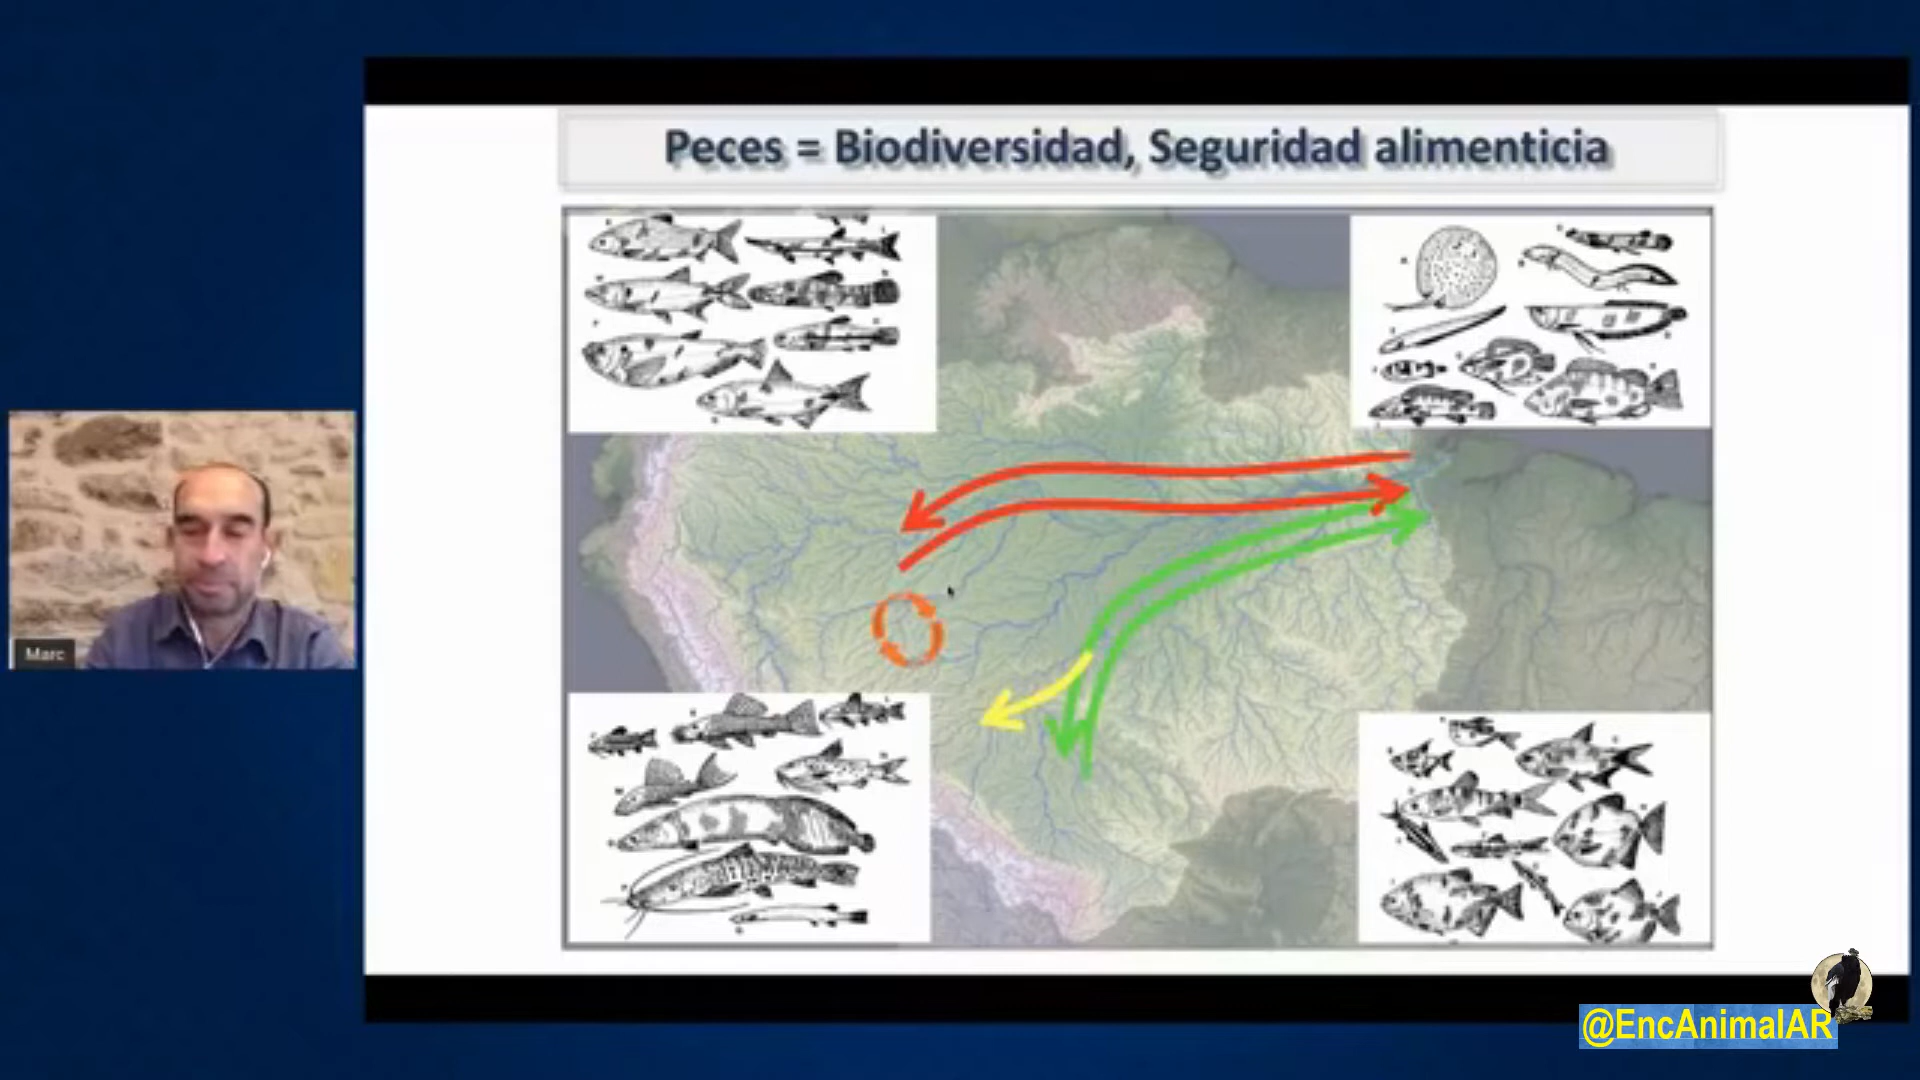 Peces = Biodiversidad, Seguridad alimenticia
Marc
@EncAnimalAR